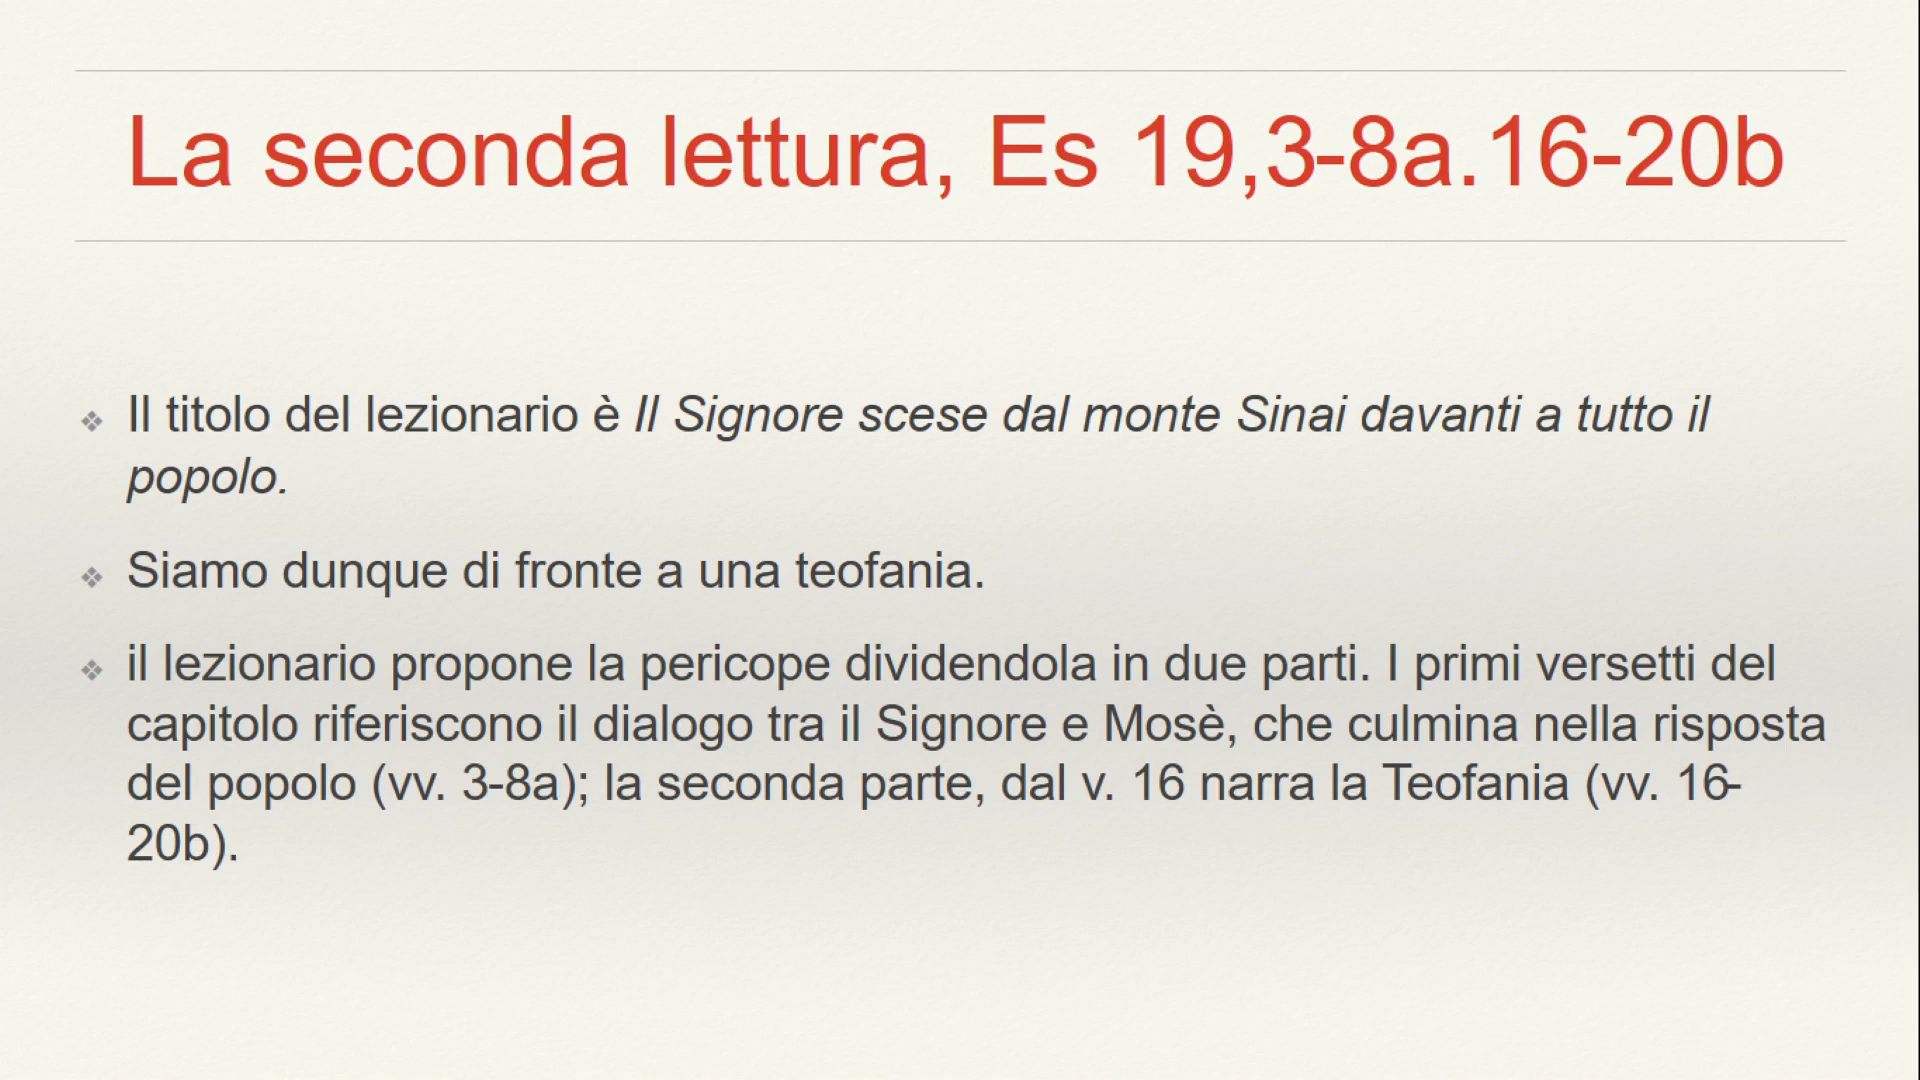 La seconda lettura, Es 19,3-8a.16-20b
Il titolo del lezionario è Il Signore scese dal monte Sinai davanti a tutto il
popolo.
Siamo dunque di fronte a una teofania.
il lezionario propone la pericope dividendola in due parti. I primi versetti del
capitolo riferiscono il dialogo tra il Signore e Mosè, che culmina nella risposta
del popolo (vv. 3-8a); la seconda parte, dal v. 16 narra la Teofania (vv. 16-
20b).